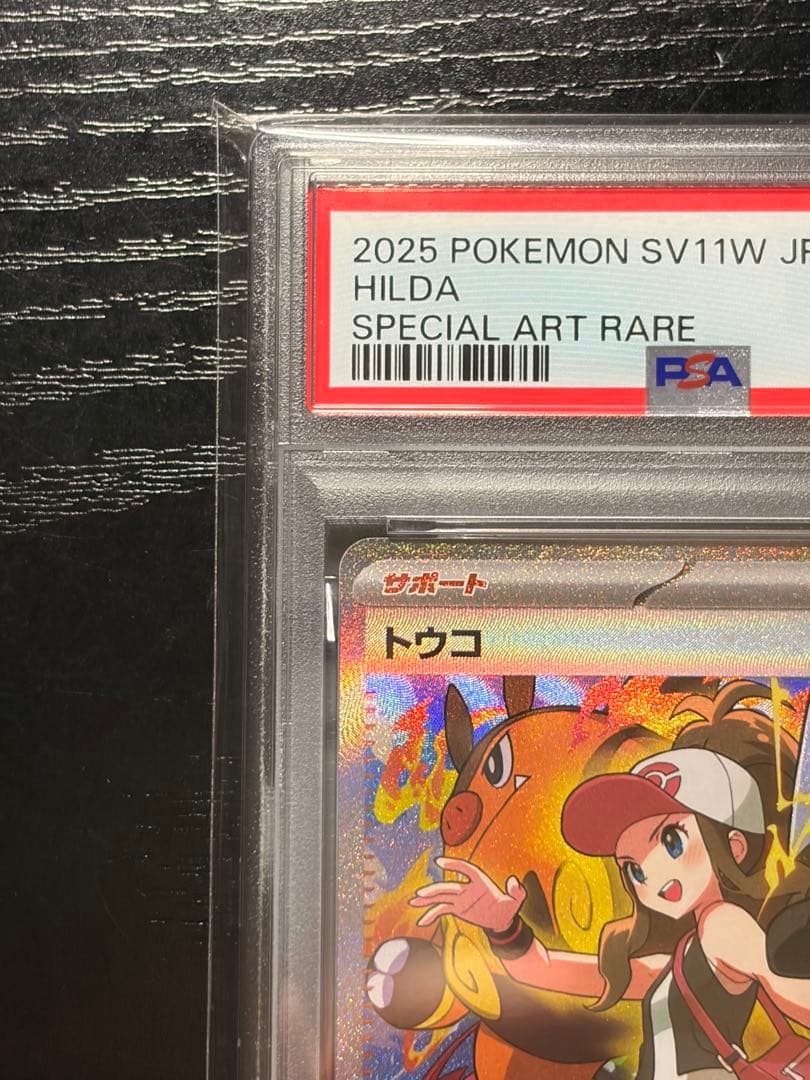 2025 POKEMON SV11W JP
HILDA
SPECIAL ART RARE
PSA
サポート
トウコ